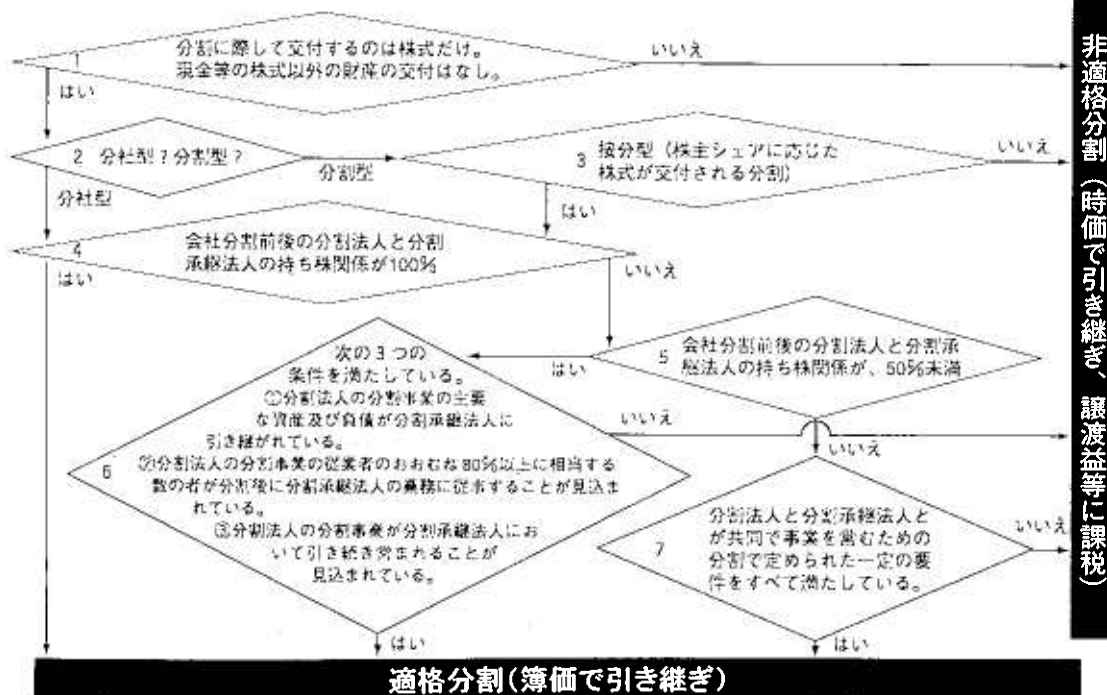 1 分割に際して交付するのは株式だけ。
現金等の株式以外の財産の交付はなし。
いいえ
はい
2 分社型？分割型？
分割型
分社型
3 按分型（株主シェアに応じた
株式が交付される分割）
いいえ
はい
4 会社分割前後の分割法人と分割
承継法人の持ち株関係が100％
はい
いいえ
5 会社分割前後の分割法人と分割承
継法人の持ち株関係が、50％未満
はい
いいえ
6 次の３つの
条件を満たしている。
①分割法人の分割事業の主要
な資産及び負債が分割承継法人に
引き継がれている。
②分割法人の分割事業の従業者のおおむね80％以上に相当する
数の者が分割後に分割承継法人の業務に従事することが見込ま
れている。
③分割法人の分割事業が分割承継法人にお
いて引き続き営まれることが
見込まれている。
いいえ
はい
7 分割法人と分割承継法人と
が共同で事業を営むための
分割で定められた一定の要
件をすべて満たしている。
いいえ
はい
非適格分割（時価で引き継ぎ、譲渡益等に課税）
適格分割（簿価で引き継ぎ）